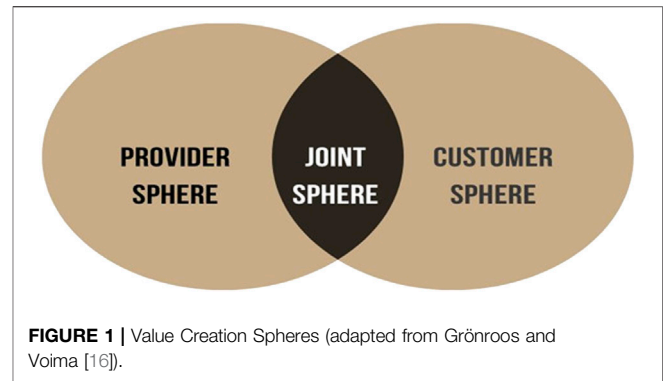 PROVIDER
SPHERE
JOINT
SPHERE
CUSTOMER
SPHERE
FIGURE 1 | Value Creation Spheres (adapted from Grönroos and
Voima [16]).